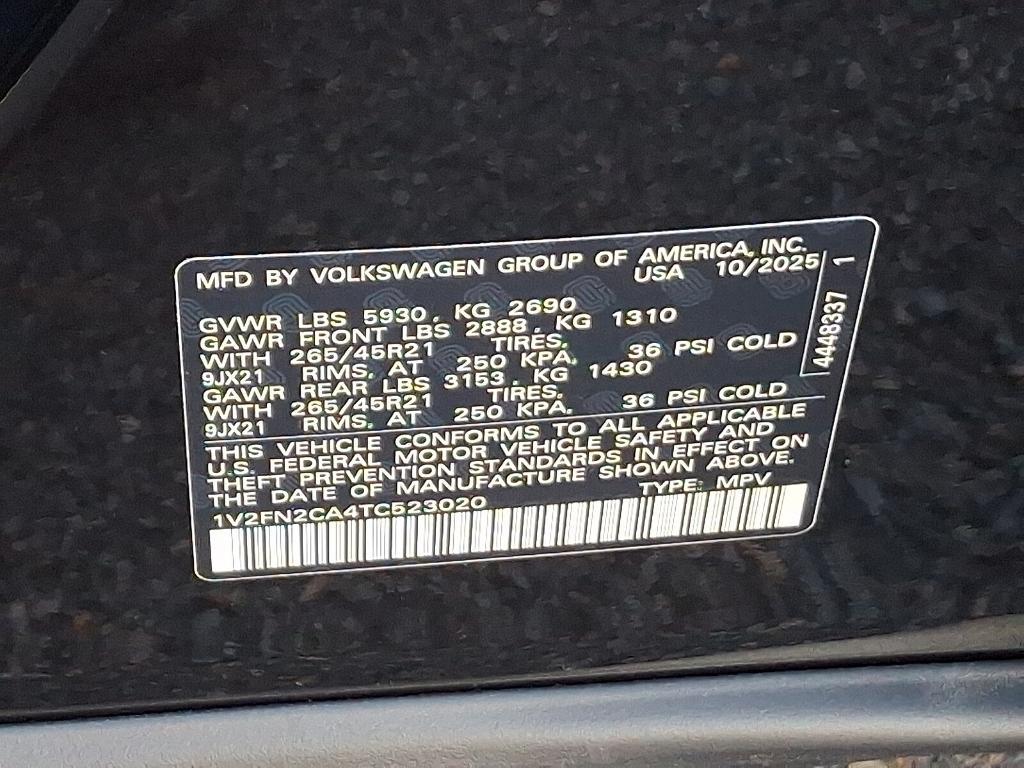 MFD BY VOLKSWAGEN GROUP OF AMERICA, INC.
USA 10/2025
GVWR LBS 5930. KG 2690
GAWR FRONT LBS 2888. KG 1310
WITH 265/45R21 TIRES.
9JX21 RIMS. AT 250 KPA. 36 PSI COLD
GAWR REAR LBS 3153. KG 1430
WITH 265/45R21 TIRES.
9JX21 RIMS. AT 250 KPA. 36 PSI COLD
THIS VEHICLE CONFORMS TO ALL APPLICABLE
U.S. FEDERAL MOTOR VEHICLE SAFETY AND
THEFT PREVENTION STANDARDS IN EFFECT ON
THE DATE OF MANUFACTURE SHOWN ABOVE.
1V2FN2CA4TC523020 TYPE: MPV
4448337 1